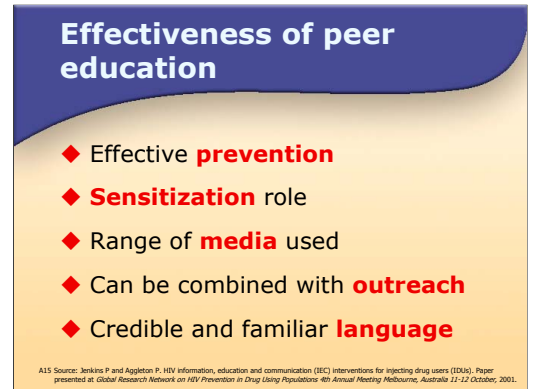 Effectiveness of peer
education
Effective prevention
Sensitization role
Range of media used
Can be combined with outreach
Credible and familiar language
A15 Source: Jenkins P and Aggleton P. HIV information, education and communication (IEC) interventions for injecting drug users (IDUs). Paper
presented at Global Research Network on HIV Prevention in Drug Using Populations 4th Annual Meeting Melbourne, Australia 11-12 October, 2001.